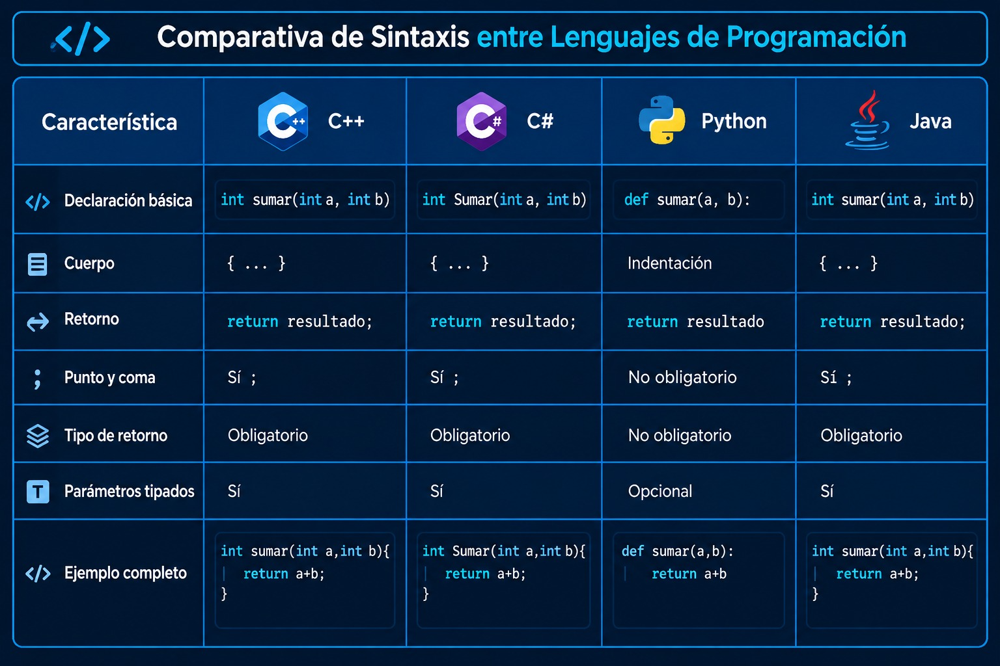 </> Comparativa de Sintaxis entre Lenguajes de Programación
Característica
C++ C++
C# C#
Python
Java
</> Declaración básica
int sumar(int a, int b)
int Sumar(int a, int b)
def sumar(a, b):
int sumar(int a, int b)
Cuerpo
{ ... }
{ ... }
Indentación
{ ... }
Retorno
return resultado;
return resultado;
return resultado
return resultado;
; Punto y coma
Sí ;
Sí ;
No obligatorio
Sí ;
Tipo de retorno
Obligatorio
Obligatorio
No obligatorio
Obligatorio
T Parámetros tipados
Sí
Sí
Opcional
Sí
</> Ejemplo completo
int sumar(int a,int b){
return a+b;
}
int Sumar(int a,int b){
return a+b;
}
def sumar(a,b):
return a+b
int sumar(int a,int b){
return a+b;
}